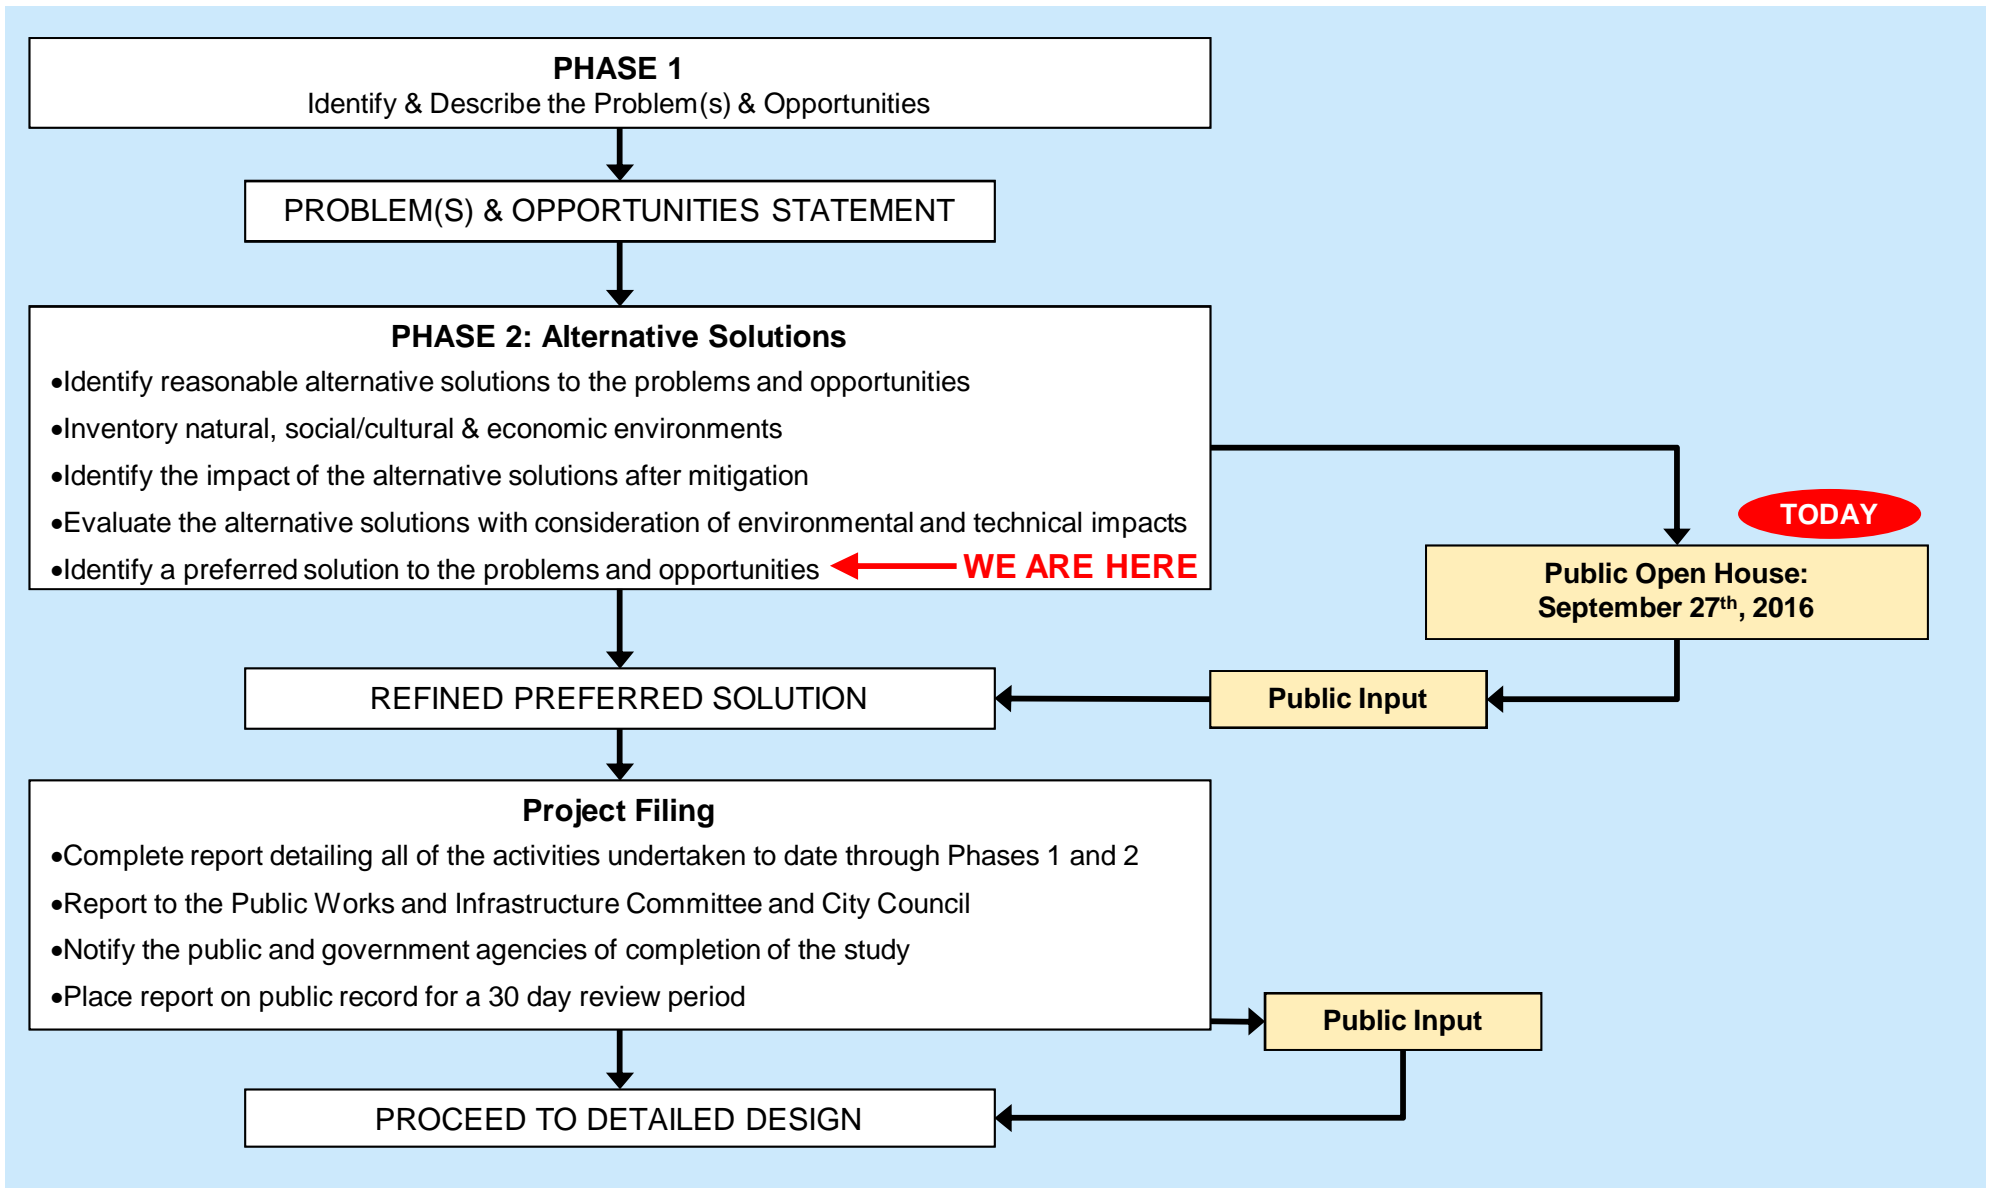 PHASE 1
Identify & Describe the Problem(s) & Opportunities
PROBLEM(S) & OPPORTUNITIES STATEMENT
PHASE 2: Alternative Solutions
•Identify reasonable alternative solutions to the problems and opportunities
•Inventory natural, social/cultural & economic environments
•Identify the impact of the alternative solutions after mitigation
•Evaluate the alternative solutions with consideration of environmental and technical impacts
•Identify a preferred solution to the problems and opportunities
WE ARE HERE
TODAY
Public Open House:
September 27th, 2016
Public Input
REFINED PREFERRED SOLUTION
Project Filing
•Complete report detailing all of the activities undertaken to date through Phases 1 and 2
•Report to the Public Works and Infrastructure Committee and City Council
•Notify the public and government agencies of completion of the study
•Place report on public record for a 30 day review period
Public Input
PROCEED TO DETAILED DESIGN